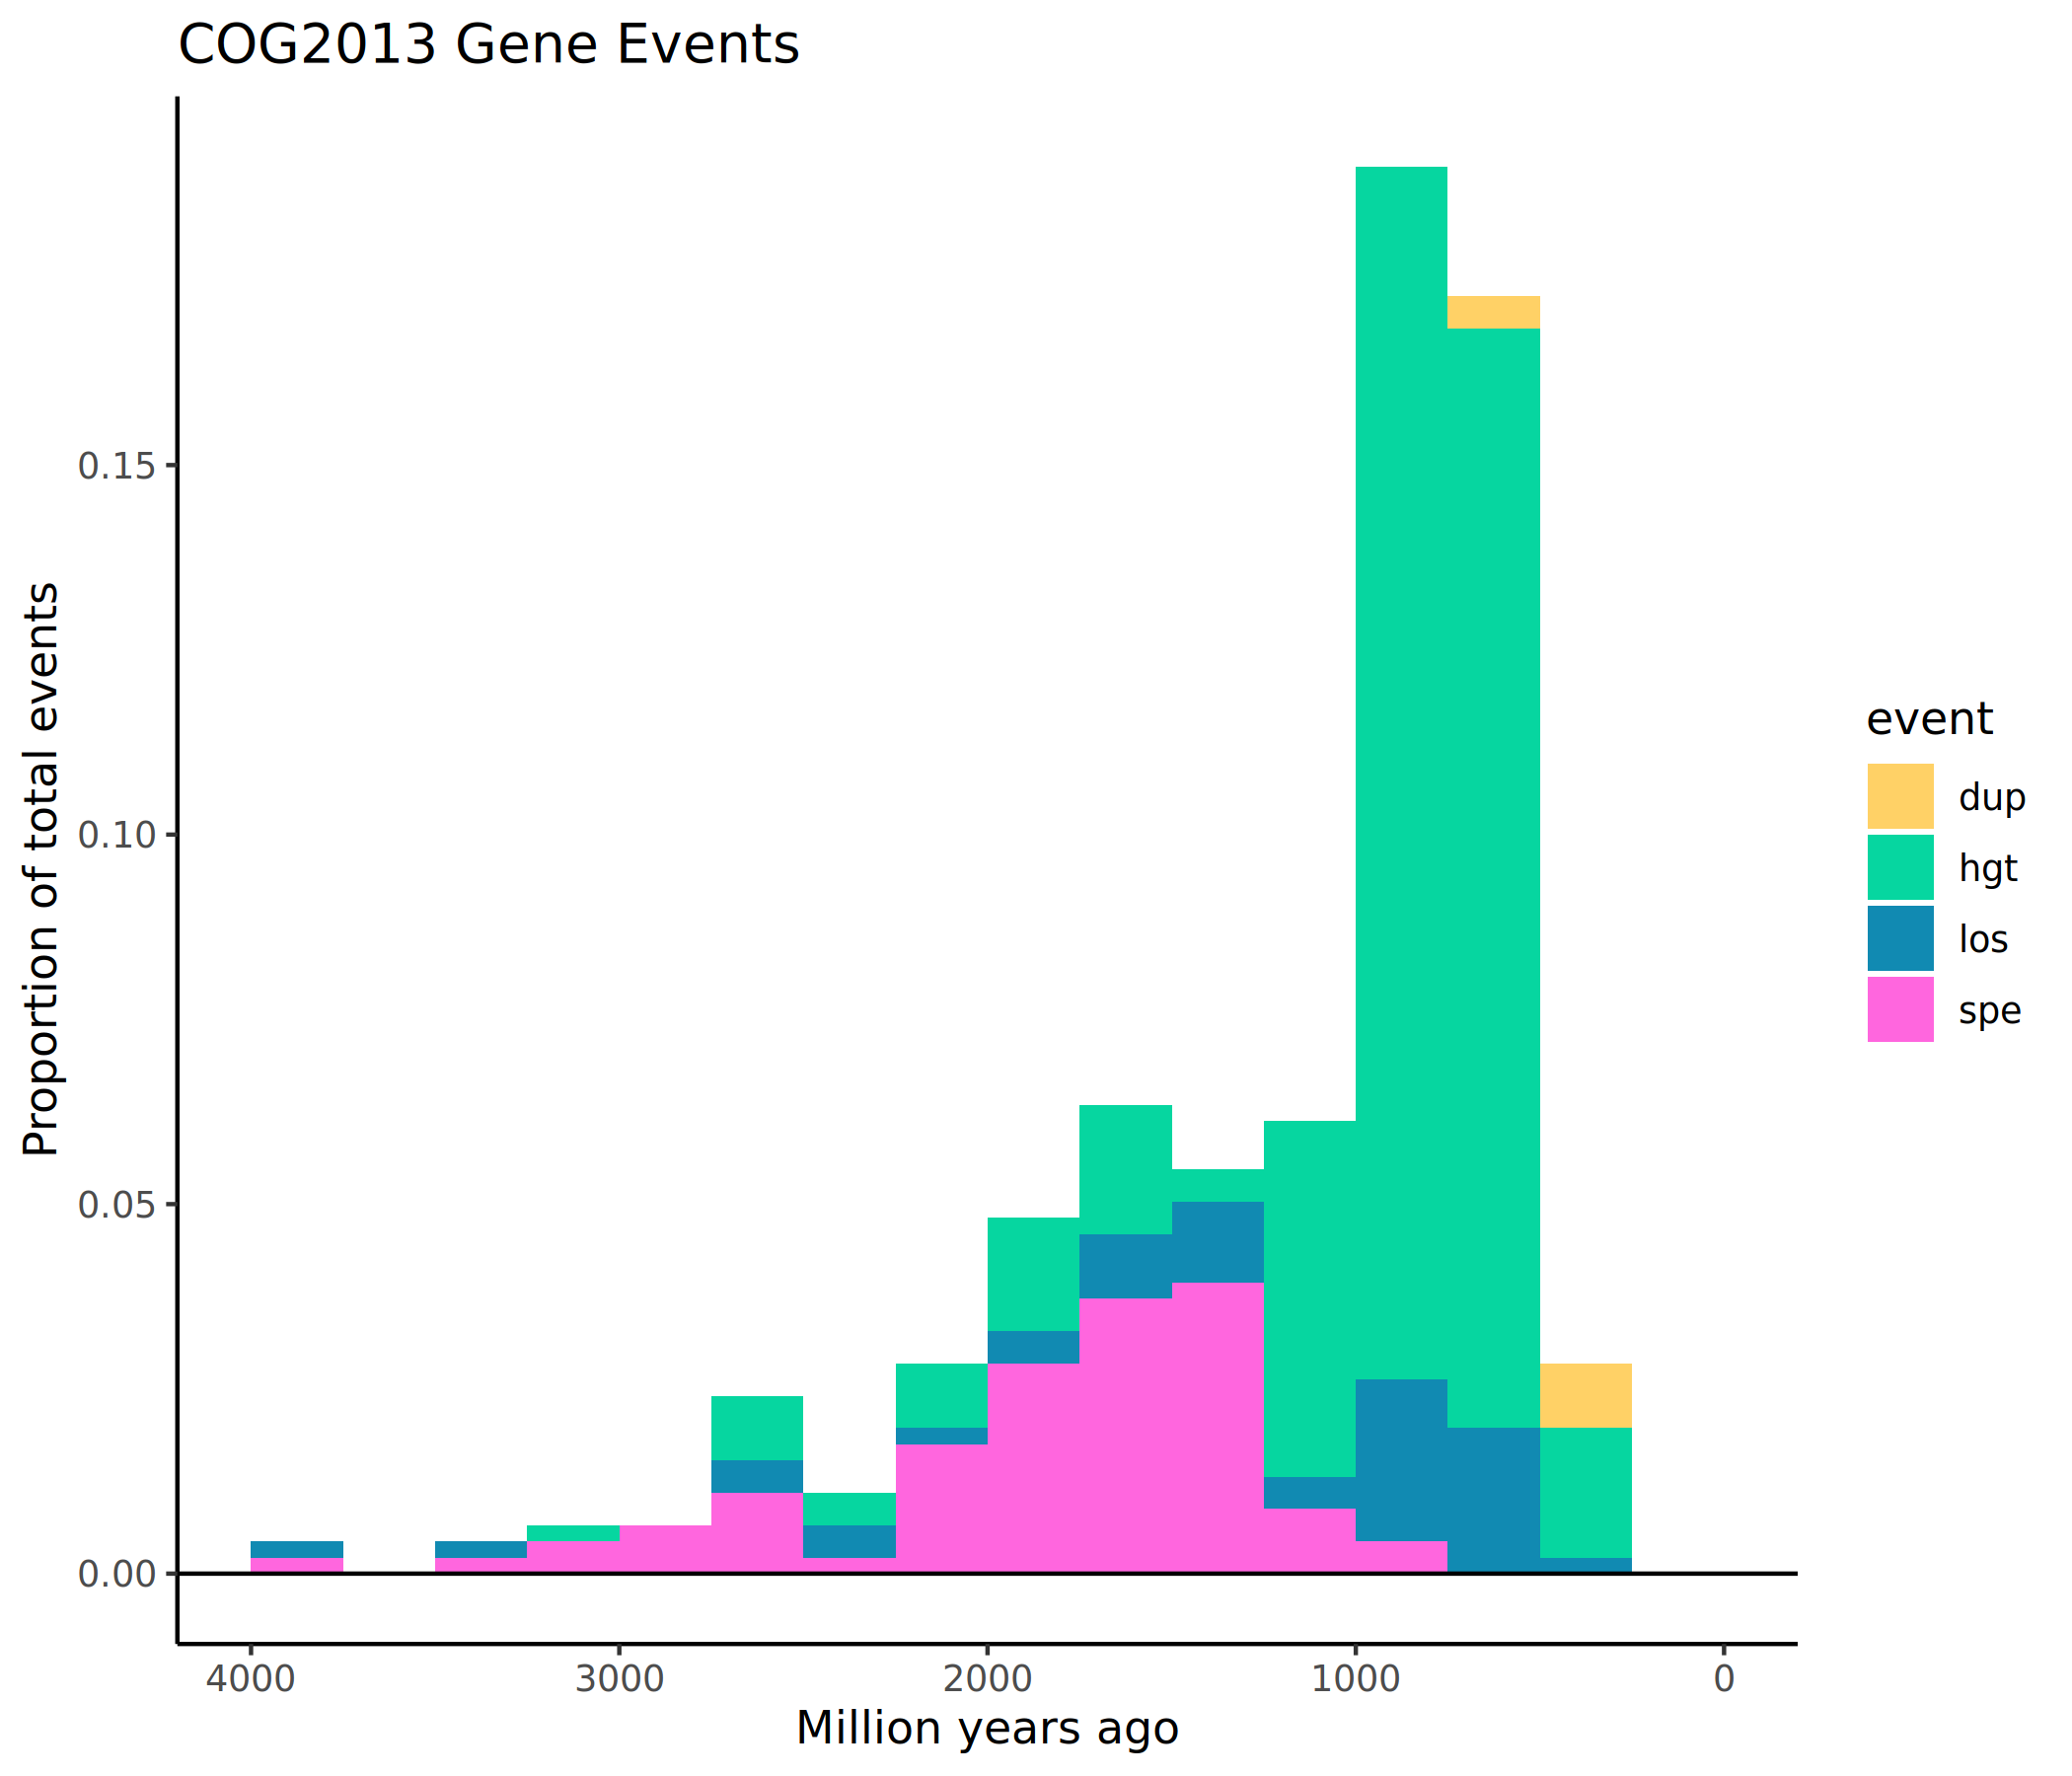 COG2013 Gene Events
Proportion of total events
0.15
0.10
0.05
0.00
4000 3000 2000 1000 0
Million years ago
event
dup
hgt
los
spe